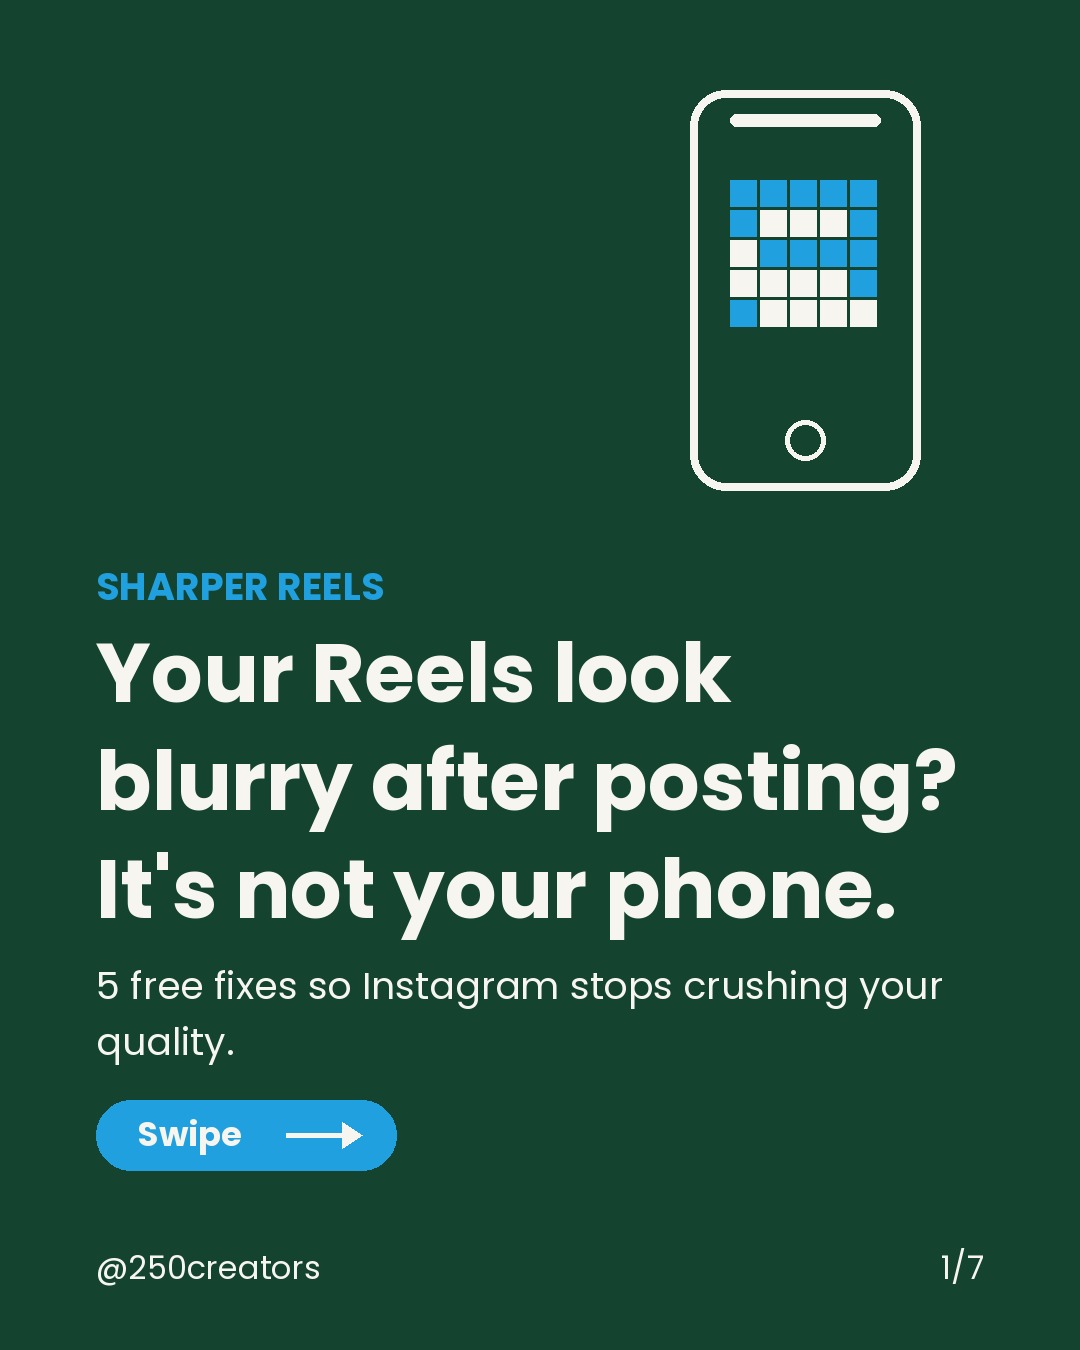 SHARPER REELS
Your Reels look
blurry after posting?
It's not your phone.
5 free fixes so Instagram stops crushing your
quality.
Swipe
@250creators
1/7